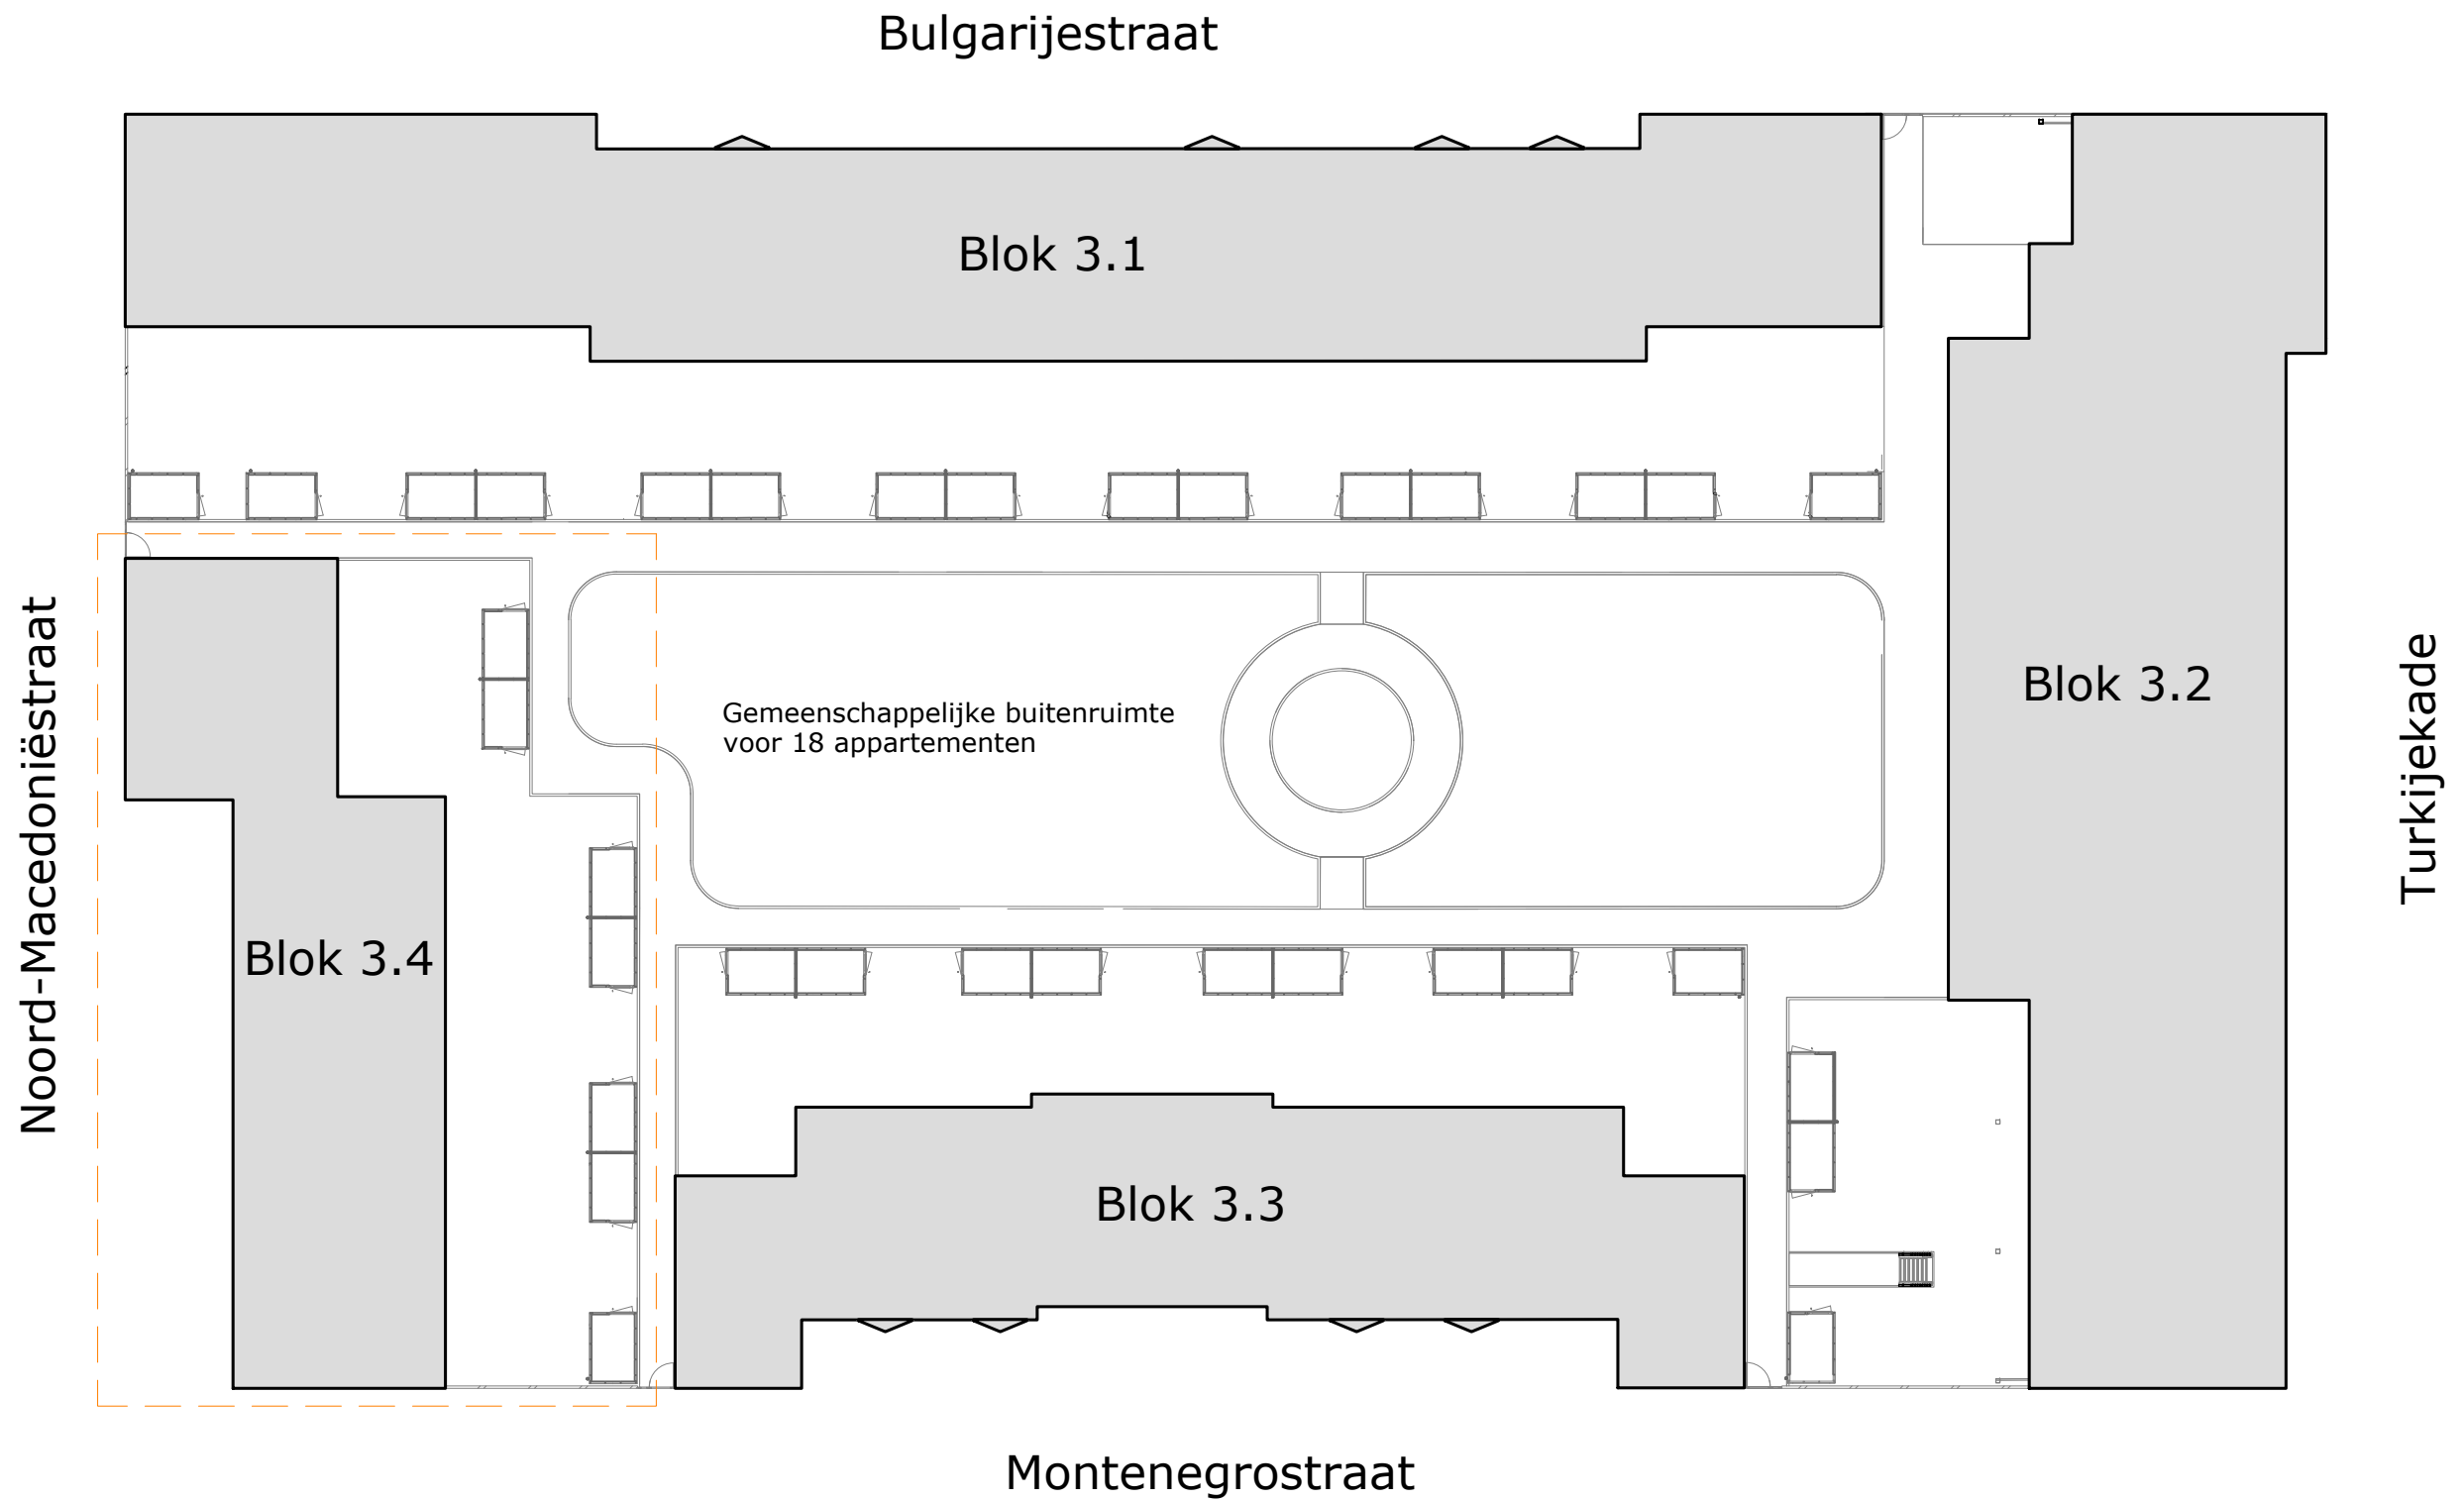 Bulgarijestraat
Blok 3.1
Noord-Macedoniëstraat
Gemeenschappelijke buitenruimte
voor 18 appartementen
Blok 3.2
Turkijekade
Blok 3.4
Blok 3.3
Montenegrostraat